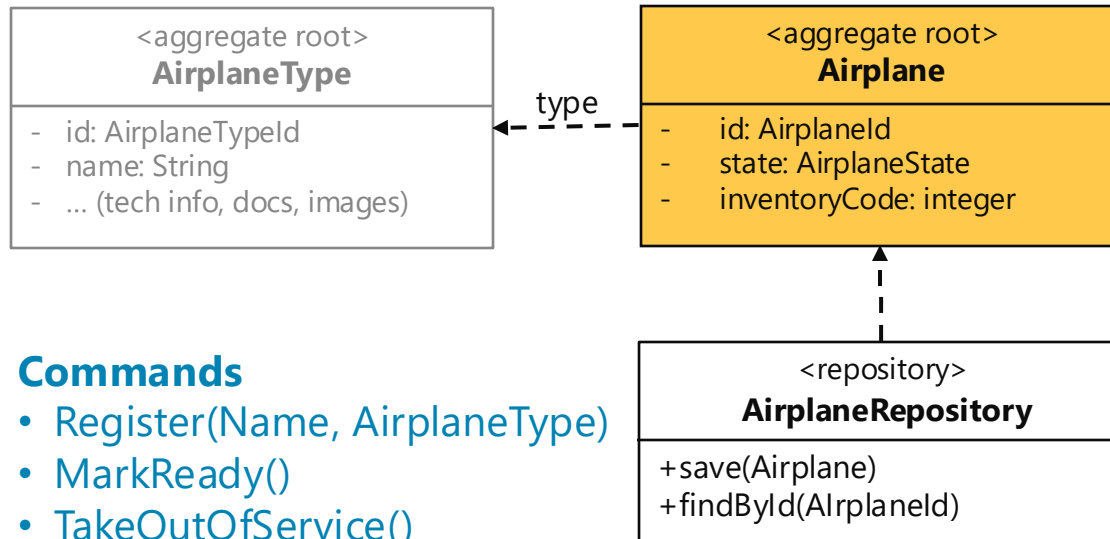 <aggregate root>
AirplaneType
- id: AirplaneTypeId
- name: String
- ... (tech info, docs, images)
type
<aggregate root>
Airplane
- id: AirplaneId
- state: AirplaneState
- inventoryCode: integer
Commands
• Register(Name, AirplaneType)
• MarkReady()
• TakeOutOfService()
<repository>
AirplaneRepository
+save(Airplane)
+findById(AIrplaneId)